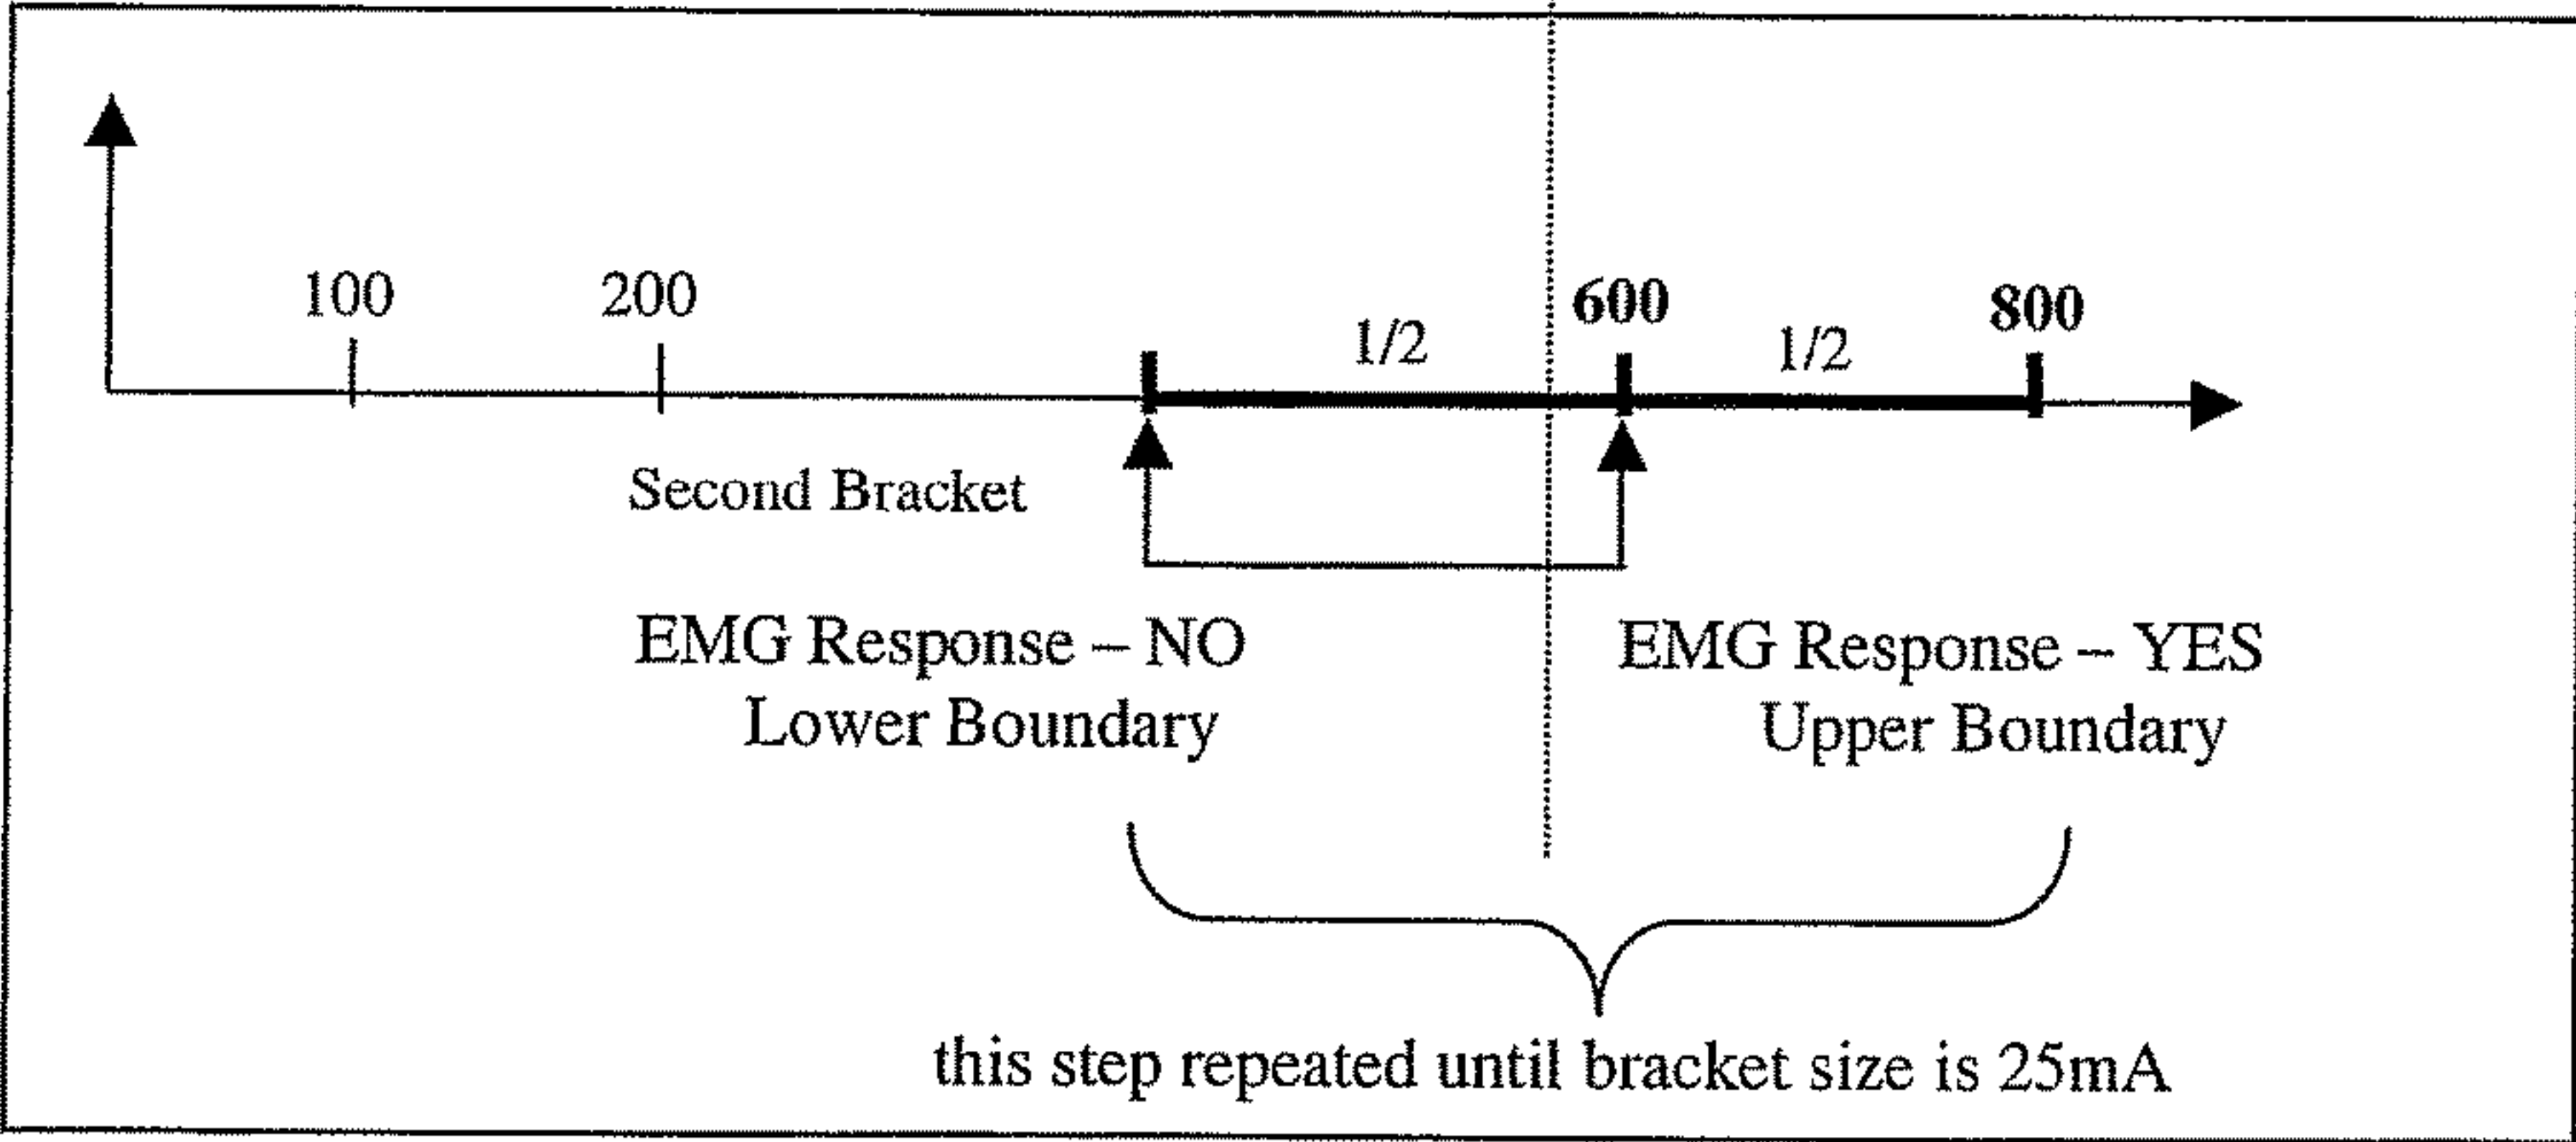 100
200
1/2
600
1/2
800
Second Bracket
EMG Response – NO
Lower Boundary
EMG Response – YES
Upper Boundary
this step repeated until bracket size is 25mA